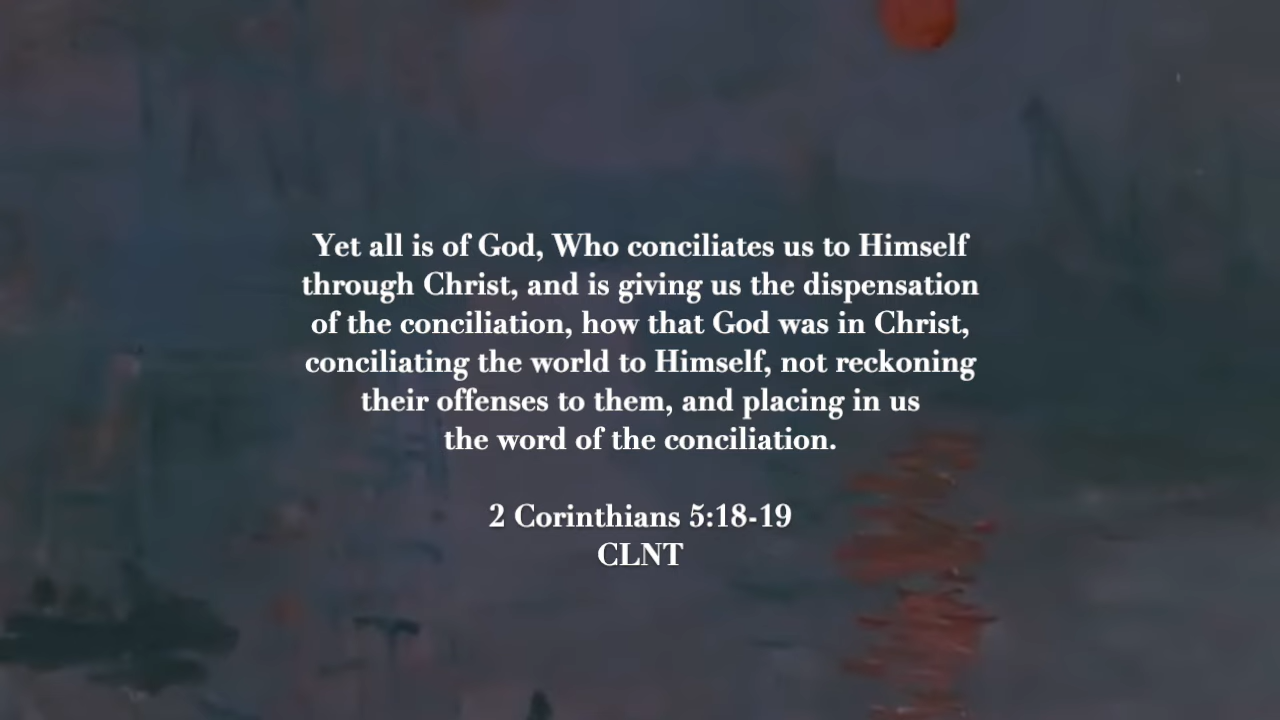 Yet all is of God, Who conciliates us to Himself
through Christ, and is giving us the dispensation
of the conciliation, how that God was in Christ,
conciliating the world to Himself, not reckoning
their offenses to them, and placing in us
the word of the conciliation.
2 Corinthians 5:18-19
CLNT